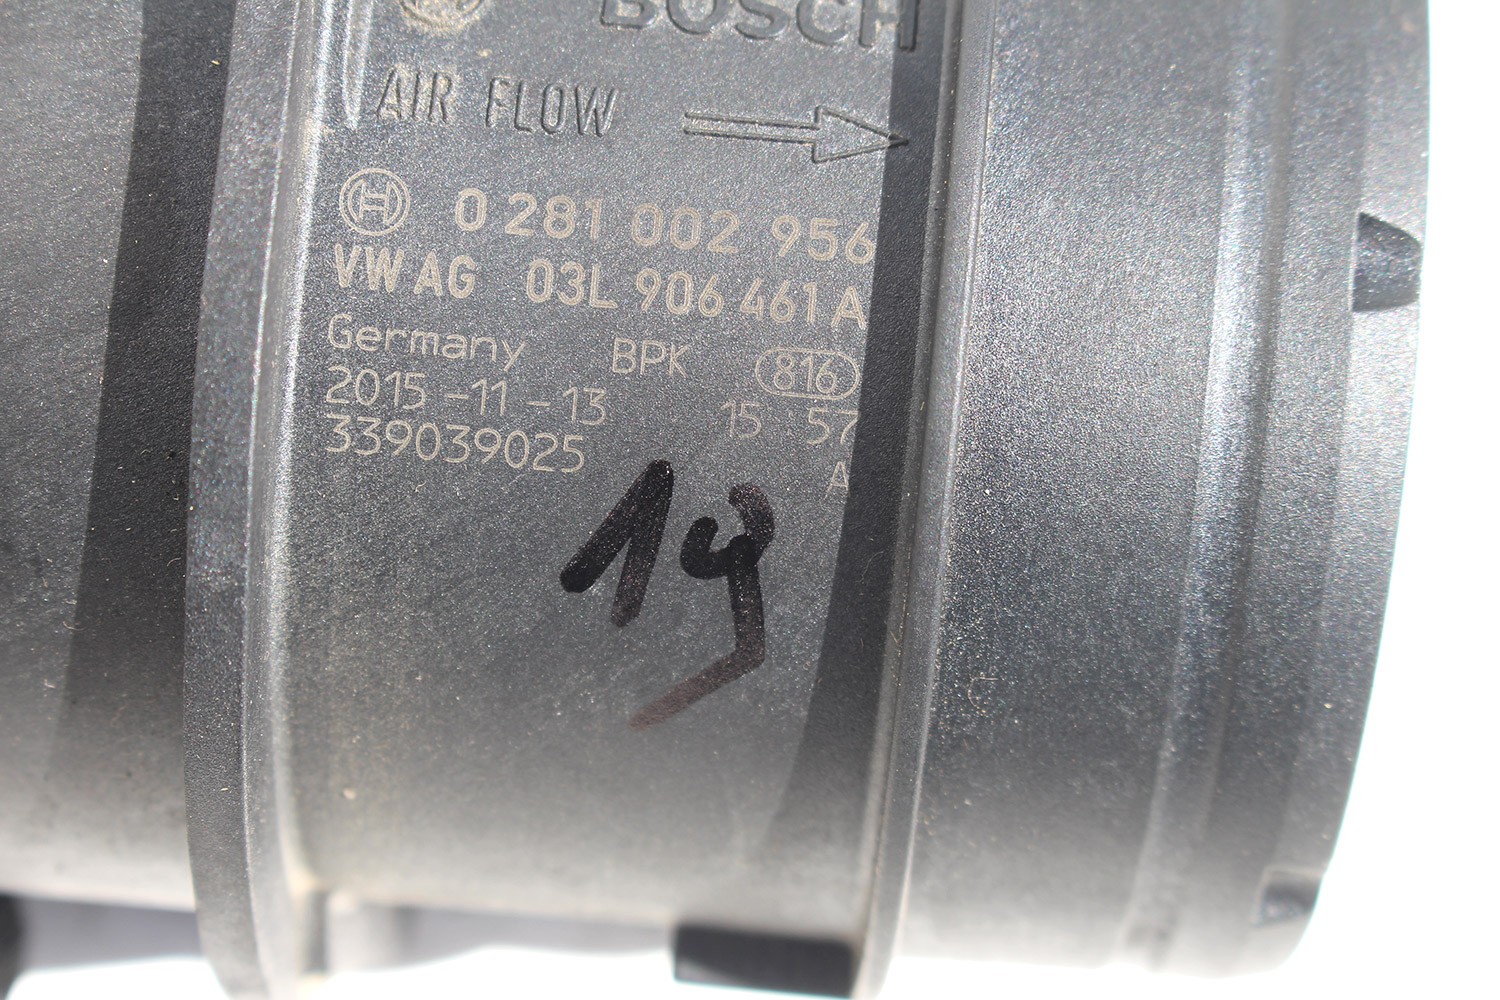 BOSCH
AIR FLOW
0 281 002 956
VW AG 03L 906 461 A
Germany BPK 816
2015-11-13 15 57
339039025 A
19